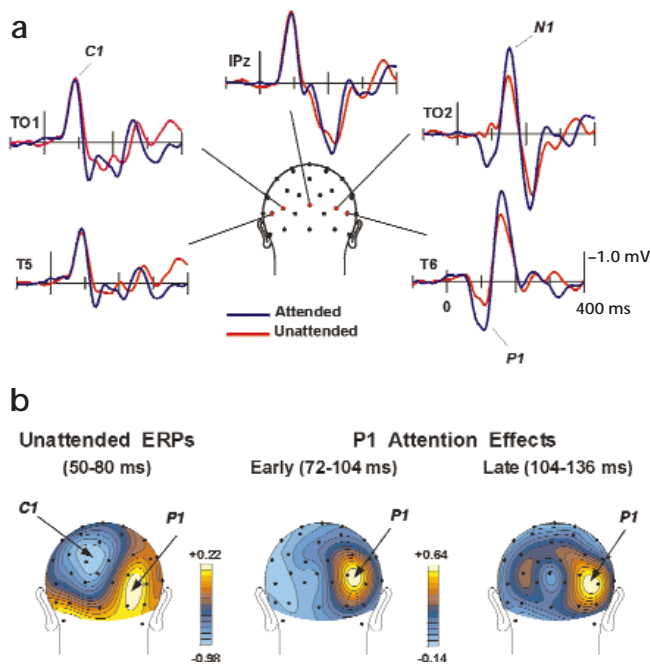 a
C1
TO1
IPz
N1
TO2
T5
T6
–1.0 mV
0
400 ms
P1
Attended
Unattended
b
Unattended ERPs
P1 Attention Effects
(50-80 ms)
Early (72-104 ms)
Late (104-136 ms)
C1
P1
P1
P1
+0.22
-0.98
+0.64
-0.14